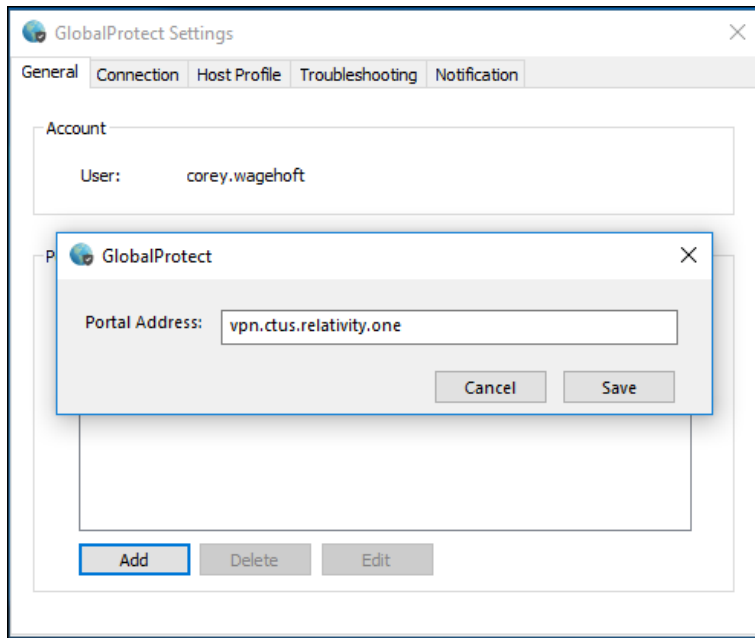 GlobalProtect Settings
General Connection Host Profile Troubleshooting Notification
Account
User: corey.wagehoft
P
GlobalProtect
Portal Address: vpn.ctus.relativity.one
Cancel Save
Add Delete Edit